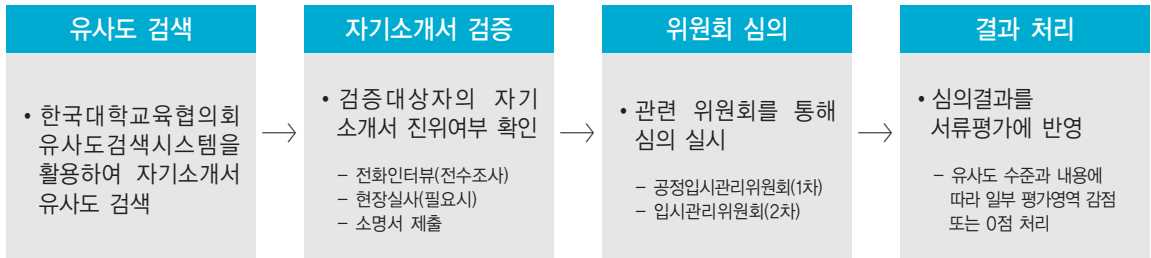 유사도 검색
• 한국대학교육협의회
유사도검색시스템을
활용하여 자기소개서
유사도 검색
자기소개서 검증
• 검증대상자의 자기
소개서 진위여부 확인
– 전화인터뷰(전수조사)
– 현장실사(필요시)
– 소명서 제출
위원회 심의
• 관련 위원회를 통해
심의 실시
– 공정입시관리위원회(1차)
– 입시관리위원회(2차)
결과 처리
• 심의결과를
서류평가에 반영
– 유사도 수준과 내용에
따라 일부 평가영역 감점
또는 0점 처리